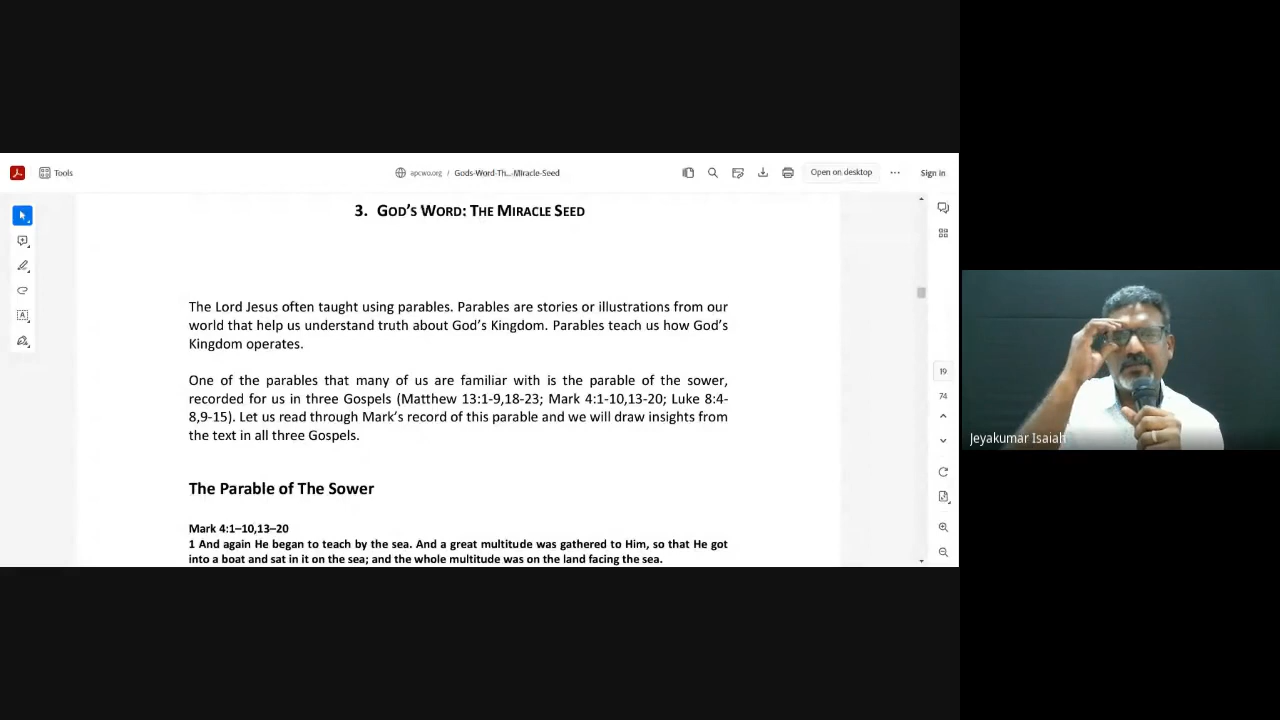 Tools
apcwo.org / Gods-Word-Th... Miracle-Seed
Open on desktop
Sign in
3. GOD'S WORD: THE MIRACLE SEED
The Lord Jesus often taught using parables. Parables are stories or illustrations from our
world that help us understand truth about God's Kingdom. Parables teach us how God's
Kingdom operates.
One of the parables that many of us are familiar with is the parable of the sower,
recorded for us in three Gospels (Matthew 13:1-9,18-23; Mark 4:1-10,13-20; Luke 8:4-
8,9-15). Let us read through Mark's record of this parable and we will draw insights from
the text in all three Gospels.
The Parable of The Sower
Mark 4:1–10,13–20
1 And again He began to teach by the sea. And a great multitude was gathered to Him, so that He got
into a boat and sat in it on the sea; and the whole multitude was on the land facing the sea.
19
74
Jeyakumar Isaiah